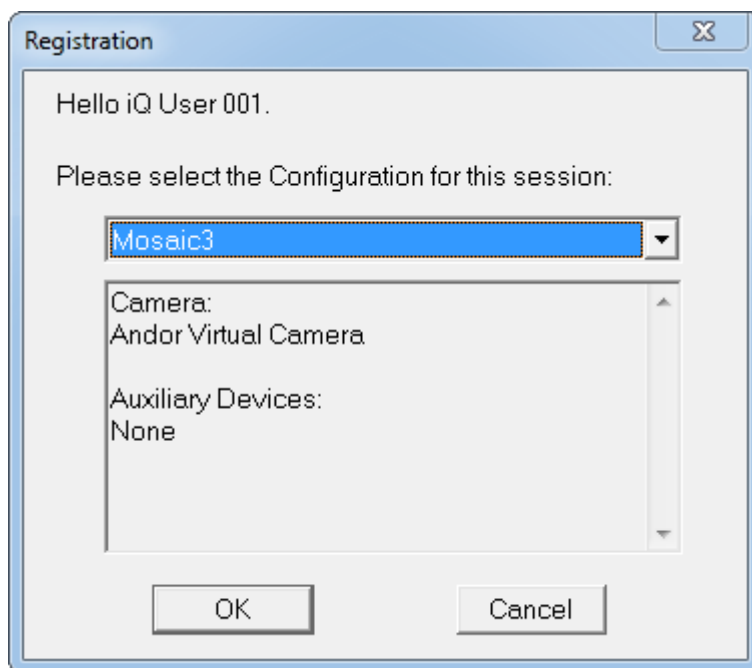 Registration
Hello iQ User 001.
Please select the Configuration for this session:
Mosaic3
Camera:
Andor Virtual Camera
Auxiliary Devices:
None
OK
Cancel